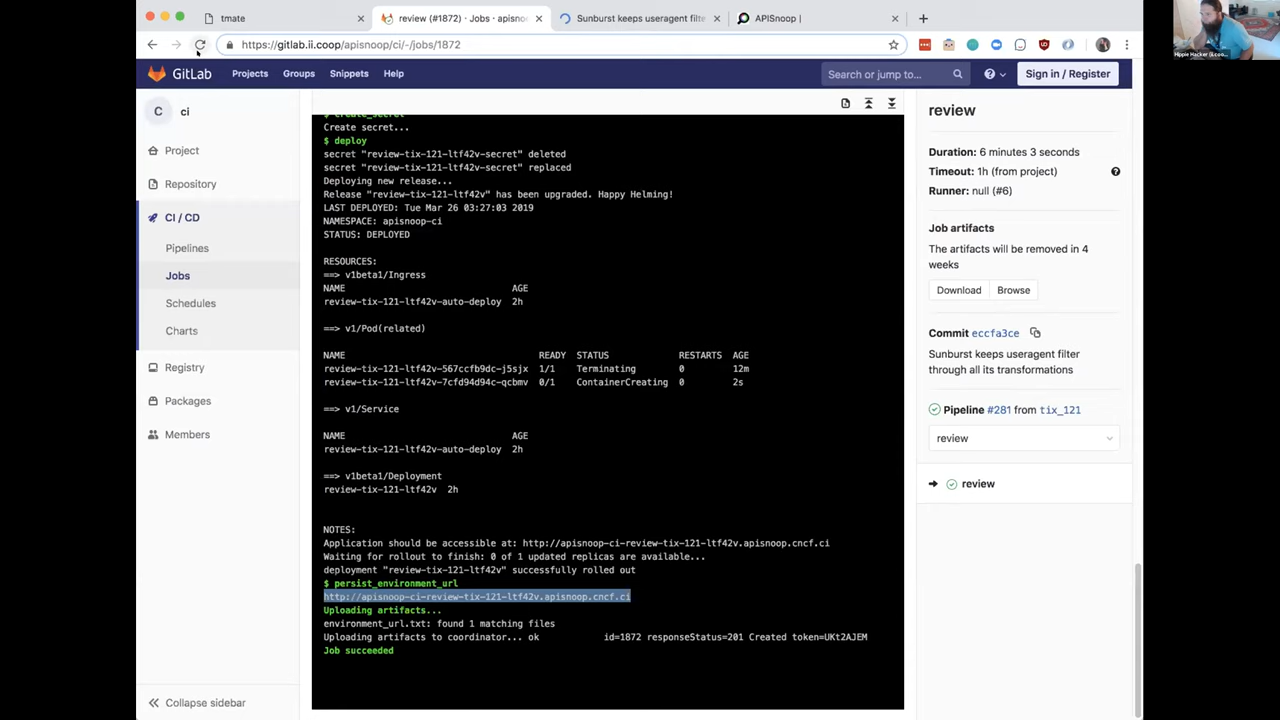 tmate
review (#1872) · Jobs · apisno
Sunburst keeps useragent filte
APISnoop |
https://gitlab.ii.coop/apisnoop/ci/-/jobs/1872
GitLab Projects Groups Snippets Help
Search or jump to...
Sign in / Register
C ci
Project
Repository
CI / CD
Pipelines
Jobs
Schedules
Charts
Registry
Packages
Members
Collapse sidebar
$ create_secret
Create secret...
$ deploy
secret "review-tix-121-ltf42v-secret" deleted
secret "review-tix-121-ltf42v-secret" replaced
Deploying new release...
Release "review-tix-121-ltf42v" has been upgraded. Happy Helming!
LAST DEPLOYED: Tue Mar 26 03:27:03 2019
NAMESPACE: apisnoop-ci
STATUS: DEPLOYED
RESOURCES:
==> v1beta1/Ingress
NAME AGE
review-tix-121-ltf42v-auto-deploy 2h
==> v1/Pod(related)
NAME READY STATUS RESTARTS AGE
review-tix-121-ltf42v-567ccfb9dc-j5sjx 1/1 Terminating 0 12m
review-tix-121-ltf42v-7cfd94d94c-qcbmv 0/1 ContainerCreating 0 2s
==> v1/Service
NAME AGE
review-tix-121-ltf42v-auto-deploy 2h
==> v1beta1/Deployment
review-tix-121-ltf42v 2h
NOTES:
Application should be accessible at: http://apisnoop-ci-review-tix-121-ltf42v.apisnoop.cncf.ci
Waiting for rollout to finish: 0 of 1 updated replicas are available...
deployment "review-tix-121-ltf42v" successfully rolled out
$ persist_environment_url
http://apisnoop-ci-review-tix-121-ltf42v.apisnoop.cncf.ci
Uploading artifacts...
environment_url.txt: found 1 matching files
Uploading artifacts to coordinator... ok id=1872 responseStatus=201 Created token=UKt2AJEM
Job succeeded
review
Duration: 6 minutes 3 seconds
Timeout: 1h (from project)
Runner: null (#6)
Job artifacts
The artifacts will be removed in 4
weeks
Download Browse
Commit eccfa3ce
Sunburst keeps useragent filter
through all its transformations
Pipeline #281 from tix_121
review
review